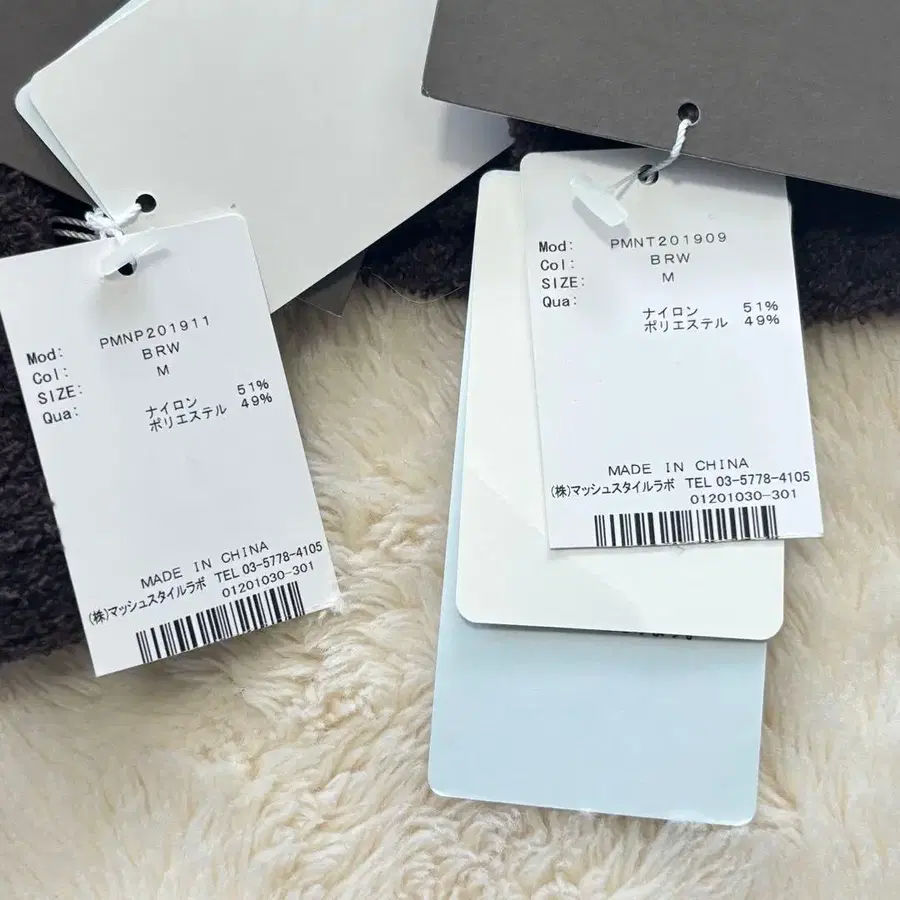 Mod: PMNP201911
Col: BRW
SIZE: M
Qua:
ナイロン 51%
ポリエステル 49%
MADE IN CHINA
(株)マッシュスタイルラボ TEL 03-5778-4105
01201030-301
Mod: PMNT201909
Col: BRW
SIZE: M
Qua:
ナイロン 51%
ポリエステル 49%
MADE IN CHINA
(株)マッシュスタイルラボ TEL 03-5778-4105
01201030-301